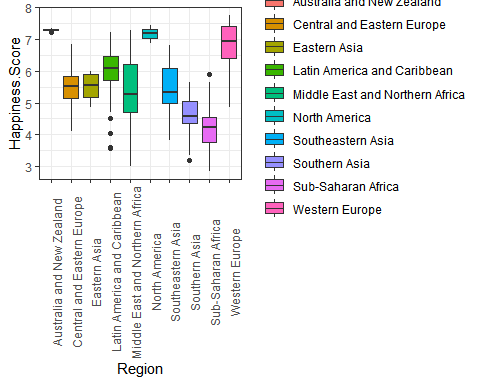 Happiness Score
8
7
6
5
4
3
Australia and New Zealand
Central and Eastern Europe
Eastern Asia
Latin America and Caribbean
Middle East and Northern Africa
North America
Southeastern Asia
Southern Asia
Sub-Saharan Africa
Western Europe
Region
Australia and New Zealand
Central and Eastern Europe
Eastern Asia
Latin America and Caribbean
Middle East and Northern Africa
North America
Southeastern Asia
Southern Asia
Sub-Saharan Africa
Western Europe